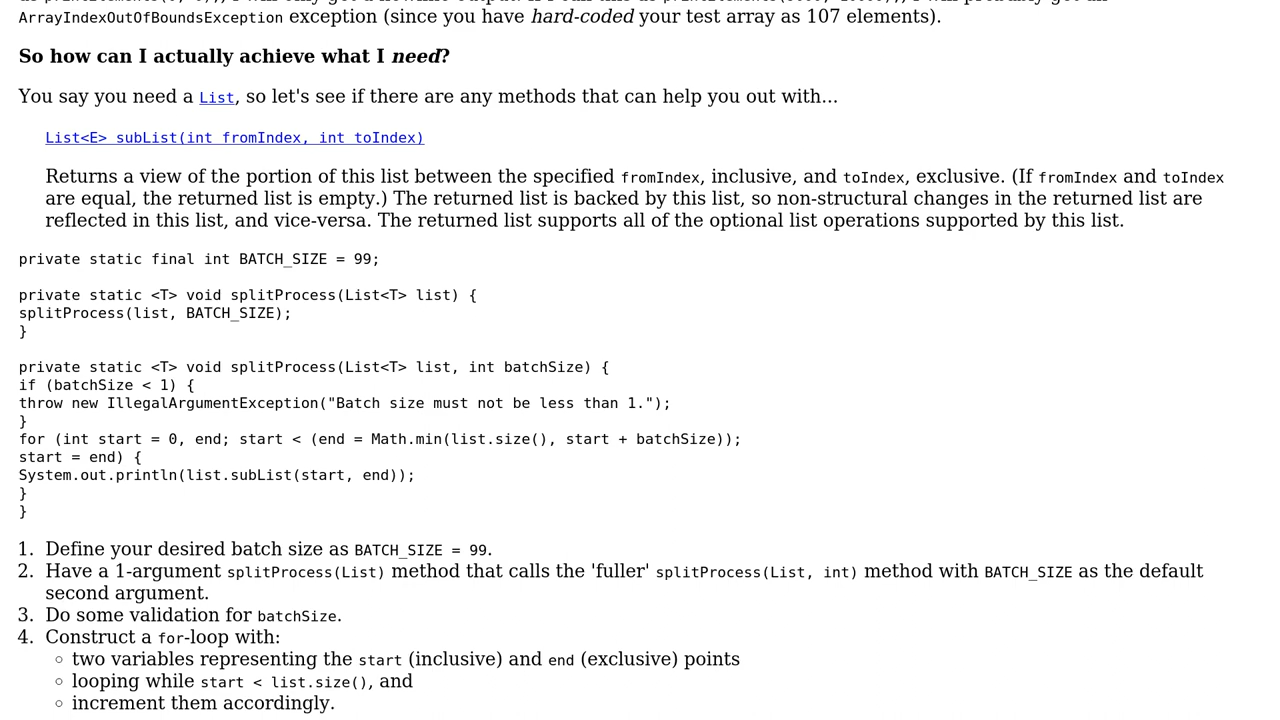 ArrayIndexOutOfBoundsException exception (since you have hard-coded your test array as 107 elements).
So how can I actually achieve what I need?
You say you need a List, so let's see if there are any methods that can help you out with...
List<E> subList(int fromIndex, int toIndex)
Returns a view of the portion of this list between the specified fromIndex, inclusive, and toIndex, exclusive. (If fromIndex and toIndex
are equal, the returned list is empty.) The returned list is backed by this list, so non-structural changes in the returned list are
reflected in this list, and vice-versa. The returned list supports all of the optional list operations supported by this list.
private static final int BATCH_SIZE = 99;
private static <T> void splitProcess(List<T> list) {
splitProcess(list, BATCH_SIZE);
}
private static <T> void splitProcess(List<T> list, int batchSize) {
if (batchSize < 1) {
throw new IllegalArgumentException("Batch size must not be less than 1.");
}
for (int start = 0, end; start < (end = Math.min(list.size(), start + batchSize));
start = end) {
System.out.println(list.subList(start, end));
}
}
1. Define your desired batch size as BATCH_SIZE = 99.
2. Have a 1-argument splitProcess(List) method that calls the 'fuller' splitProcess(List, int) method with BATCH_SIZE as the default
second argument.
3. Do some validation for batchSize.
4. Construct a for-loop with:
◦ two variables representing the start (inclusive) and end (exclusive) points
◦ looping while start < list.size(), and
◦ increment them accordingly.